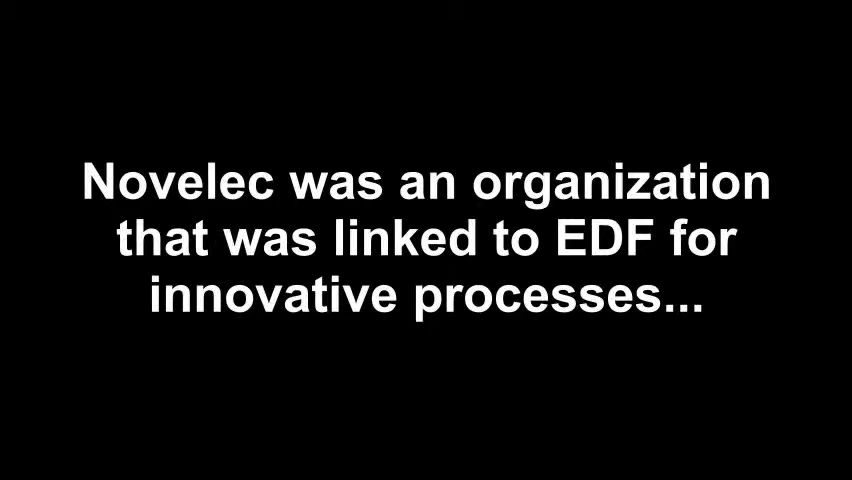 Novelec was an organization
that was linked to EDF for
innovative processes...